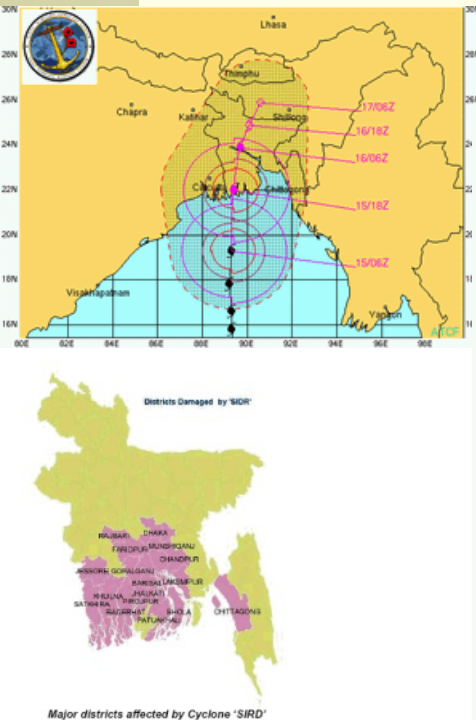 30N
Lhasa
28N
Thimphu
26N
Chapra
Katihar
Shillong
17/06Z
16/18Z
24N
16/06Z
22N
Chittagong
15/18Z
20N
15/06Z
18N
Visakhapatnam
16N
Yangon
ATCF
80E 82E 84E 86E 88E 90E 92E 94E 96E 98E
Districts Damaged by 'SIDR'
RAJBARI DHAKA
FARIDPUR MUNSHIGANJ
CHANDPUR
JESSORE GOPALGANJ
BARISAL LAKSMIPUR
JHALKATI
KHULNA PIROJPUR
SATKHIRA
BAGERHAT BHOLA CHITTAGONG
PATUAKHALI
Major districts affected by Cyclone 'SIRD'